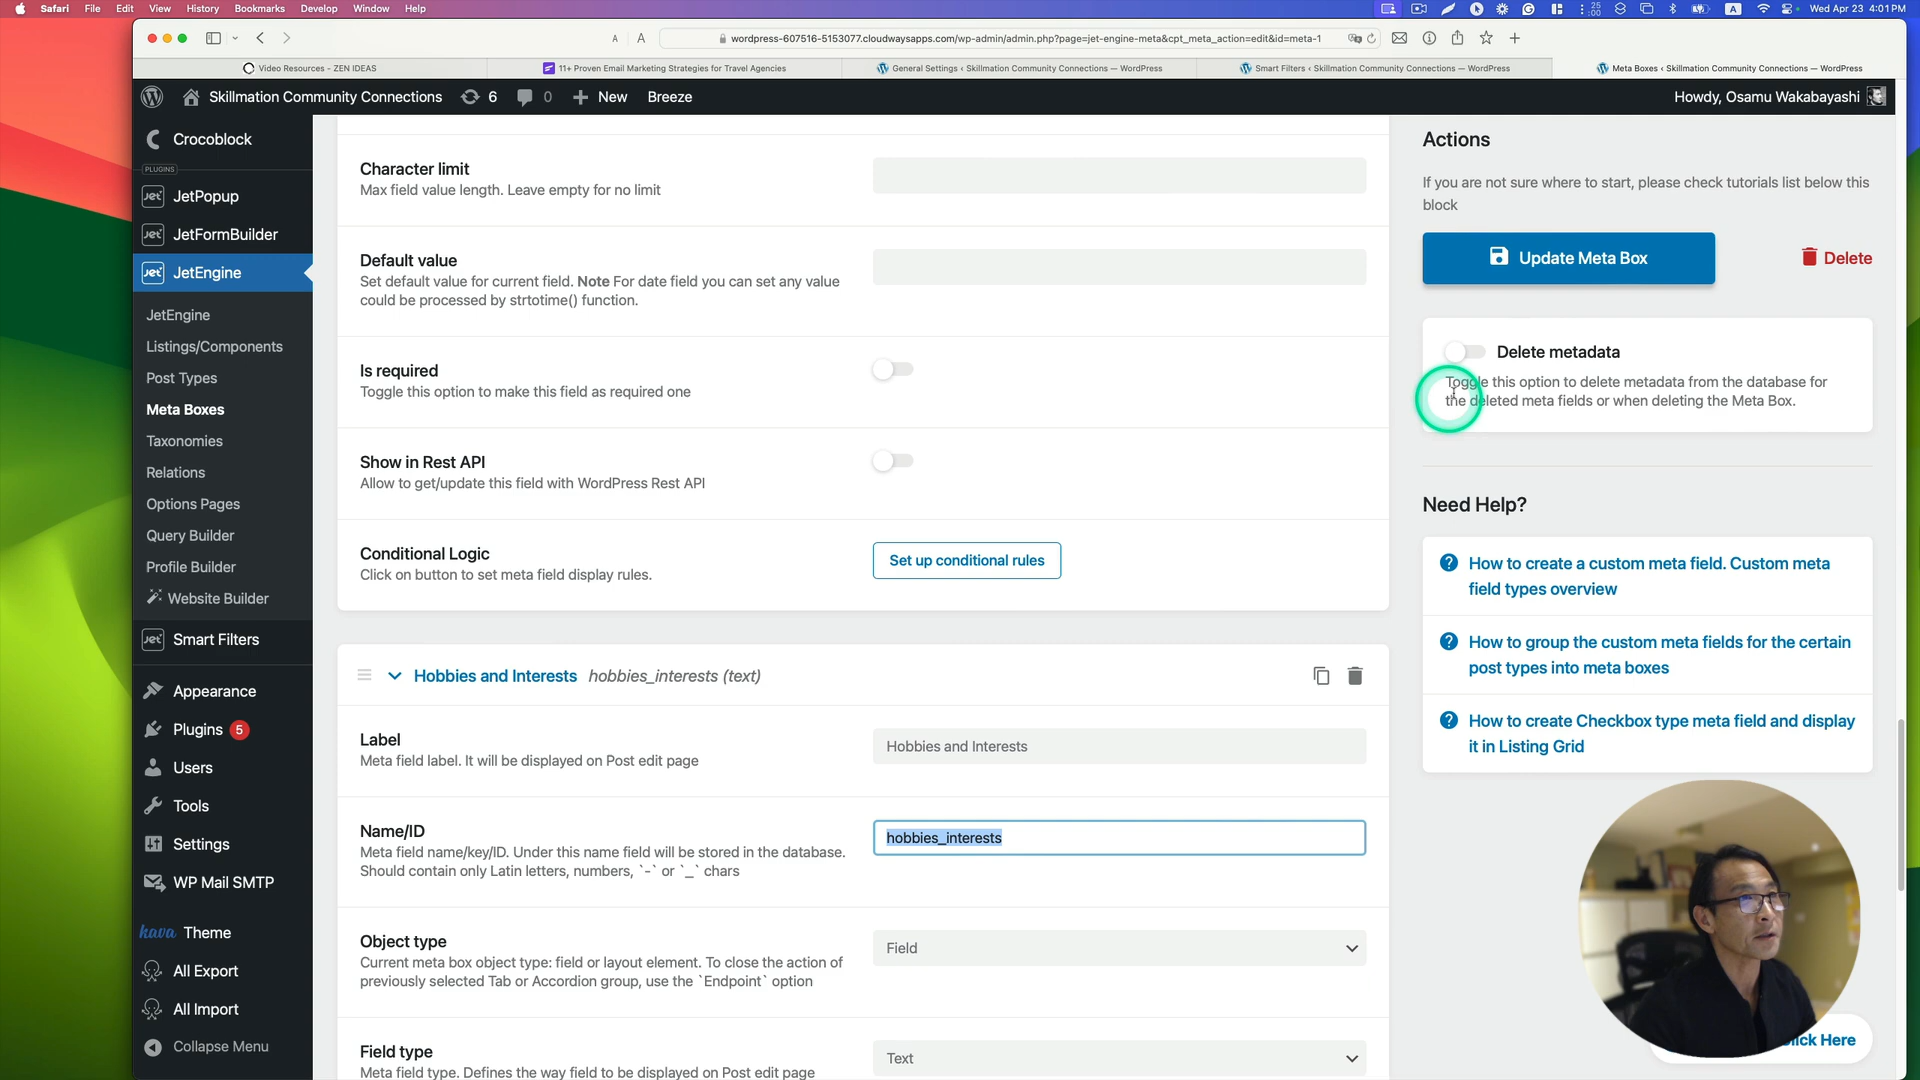 Safari File Edit View History Bookmarks Develop Window Help
25
:00
A
Wed Apr 23 4:01 PM
A A
wordpress-607516-5153077.cloudwaysapps.com/wp-admin/admin.php?page=jet-engine-meta&cpt_meta_action=edit&id=meta-1
Video Resources - ZEN IDEAS
11+ Proven Email Marketing Strategies for Travel Agencies
General Settings ‹ Skillmation Community Connections — WordPress
Smart Filters ‹ Skillmation Community Connections — WordPress
Meta Boxes ‹ Skillmation Community Connections — WordPress
Skillmation Community Connections 6 0 New Breeze
Howdy, Osamu Wakabayashi
Crocoblock
PLUGINS
Jet JetPopup
Jet JetFormBuilder
Jet JetEngine
JetEngine
Listings/Components
Post Types
Meta Boxes
Taxonomies
Relations
Options Pages
Query Builder
Profile Builder
Website Builder
Jet Smart Filters
Appearance
Plugins 5
Users
Tools
Settings
WP Mail SMTP
kava Theme
All Export
All Import
Collapse Menu
Character limit
Max field value length. Leave empty for no limit
Default value
Set default value for current field. Note For date field you can set any value
could be processed by strtotime() function.
Is required
Toggle this option to make this field as required one
Show in Rest API
Allow to get/update this field with WordPress Rest API
Conditional Logic
Click on button to set meta field display rules.
Set up conditional rules
Hobbies and Interests hobbies_interests (text)
Label
Meta field label. It will be displayed on Post edit page
Hobbies and Interests
Name/ID
Meta field name/key/ID. Under this name field will be stored in the database.
Should contain only Latin letters, numbers, `-` or `_` chars
hobbies_interests
Object type
Current meta box object type: field or layout element. To close the action of
previously selected Tab or Accordion group, use the `Endpoint` option
Field
Field type
Meta field type. Defines the way field to be displayed on Post edit page
Text
Actions
If you are not sure where to start, please check tutorials list below this
block
Update Meta Box
Delete
Delete metadata
Toggle this option to delete metadata from the database for
the deleted meta fields or when deleting the Meta Box.
Need Help?
How to create a custom meta field. Custom meta
field types overview
How to group the custom meta fields for the certain
post types into meta boxes
How to create Checkbox type meta field and display
it in Listing Grid
Here